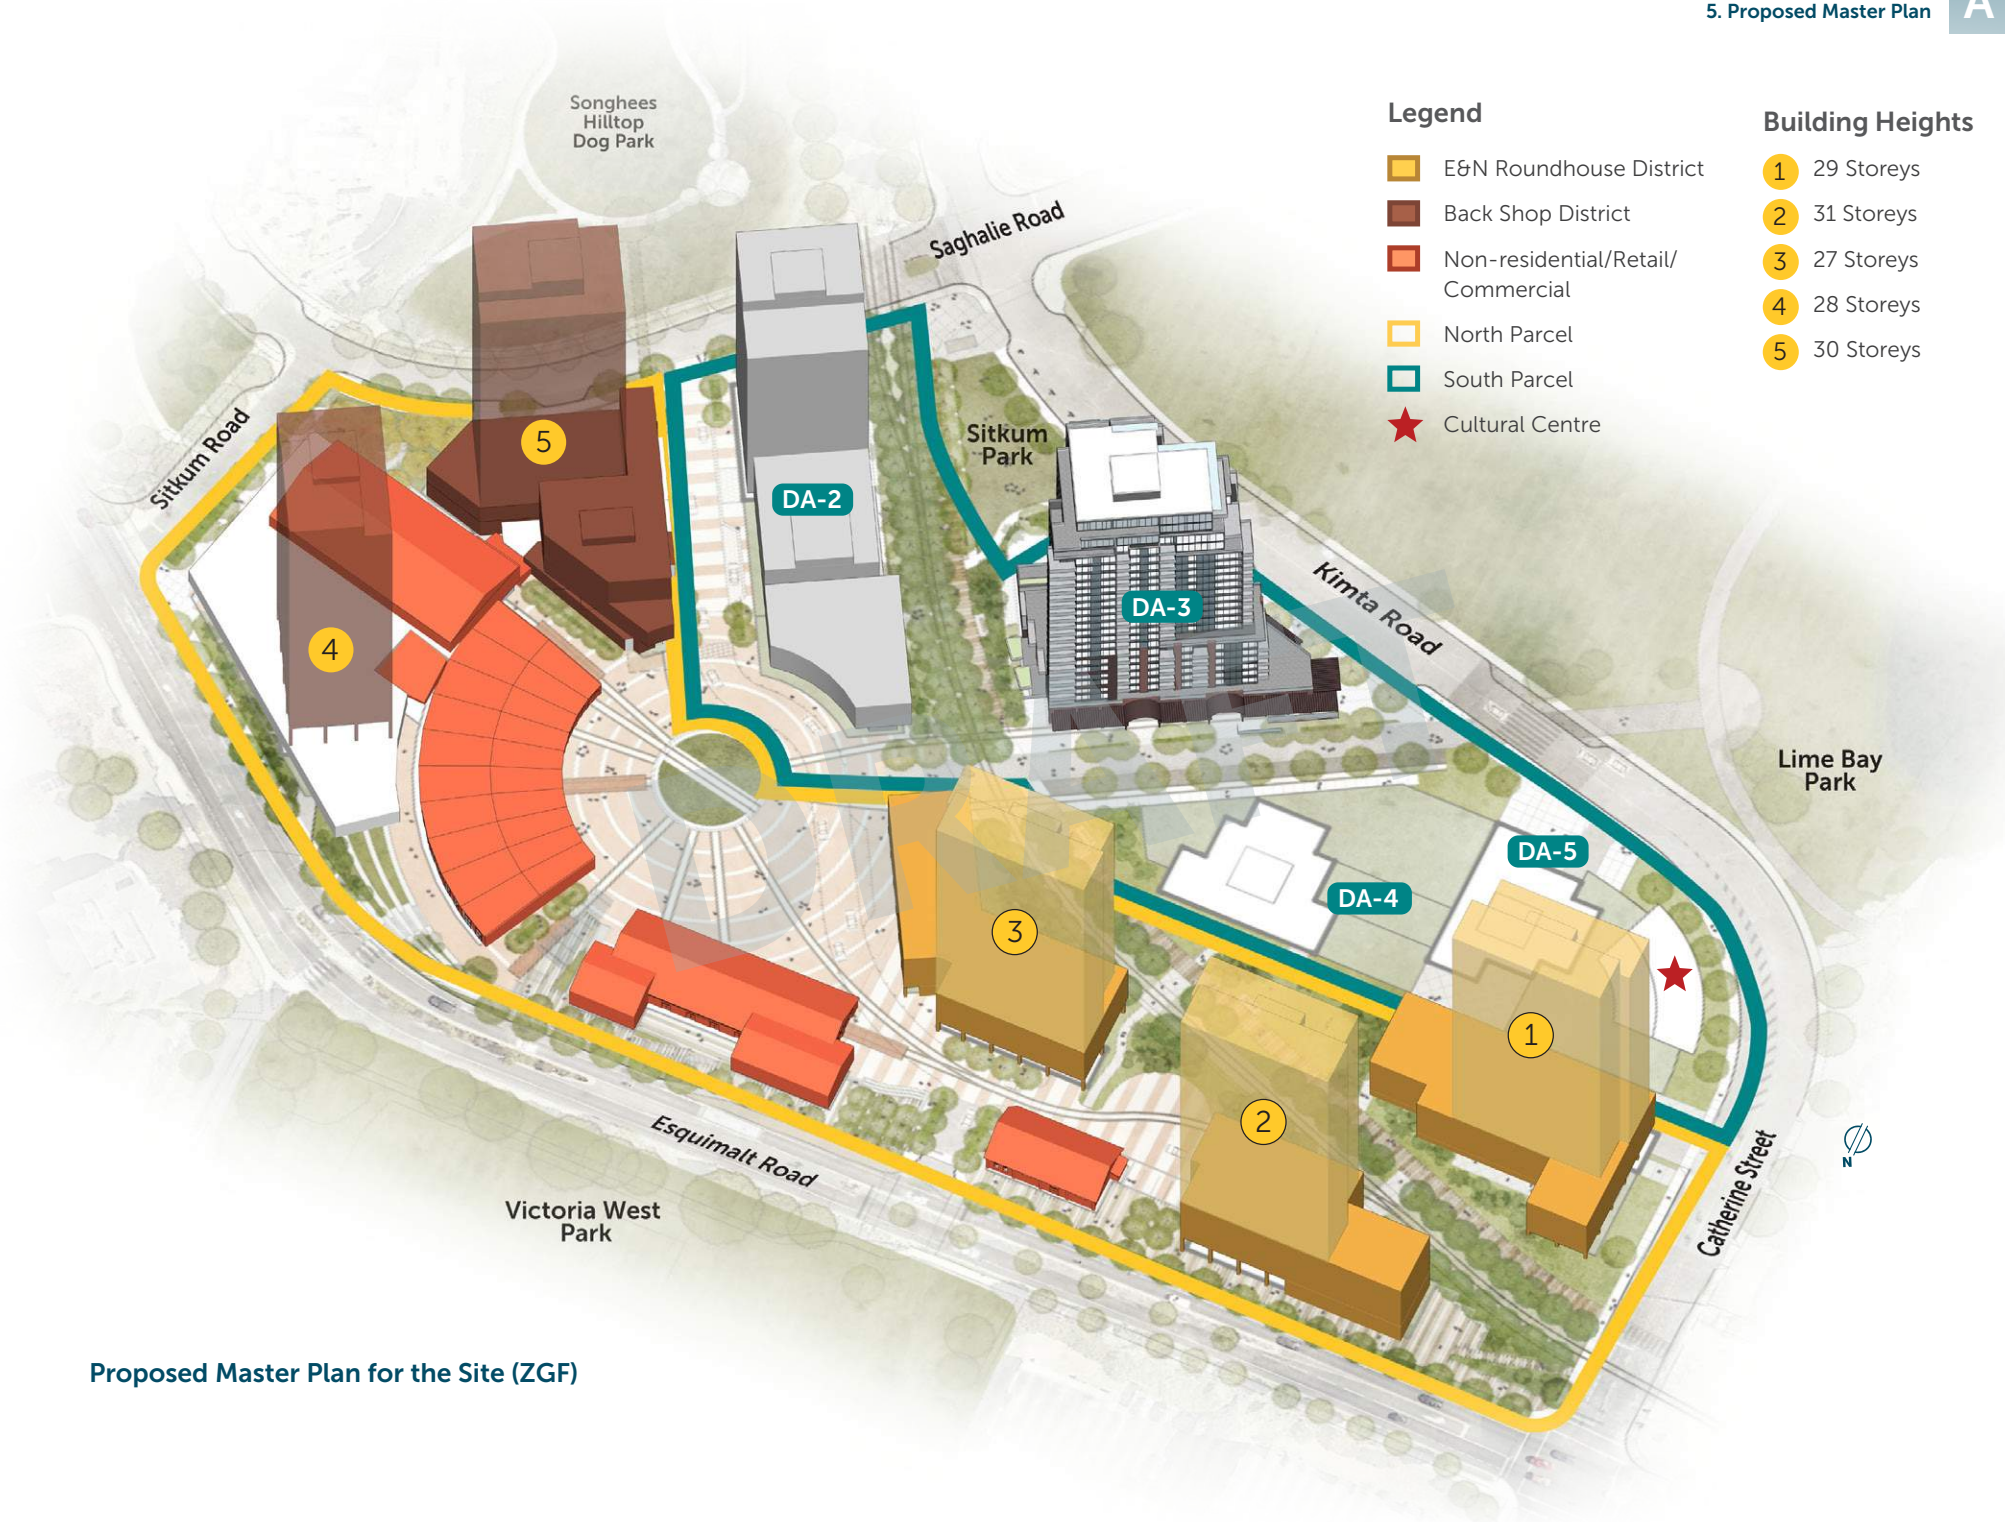 5. Proposed Master Plan
A
Songhees
Hilltop
Dog Park
Legend
E&N Roundhouse District
Back Shop District
Non-residential/Retail/
Commercial
North Parcel
South Parcel
Cultural Centre
Building Heights
1 29 Storeys
2 31 Storeys
3 27 Storeys
4 28 Storeys
5 30 Storeys
Saghalie Road
Sitkum Road
5
Sitkum
Park
DA-2
DA-3
Kimta Road
4
Lime Bay
Park
DA-5
DA-4
3
1
2
Esquimalt Road
Catherine Street
N
Victoria West
Park
DRAFT
Proposed Master Plan for the Site (ZGF)